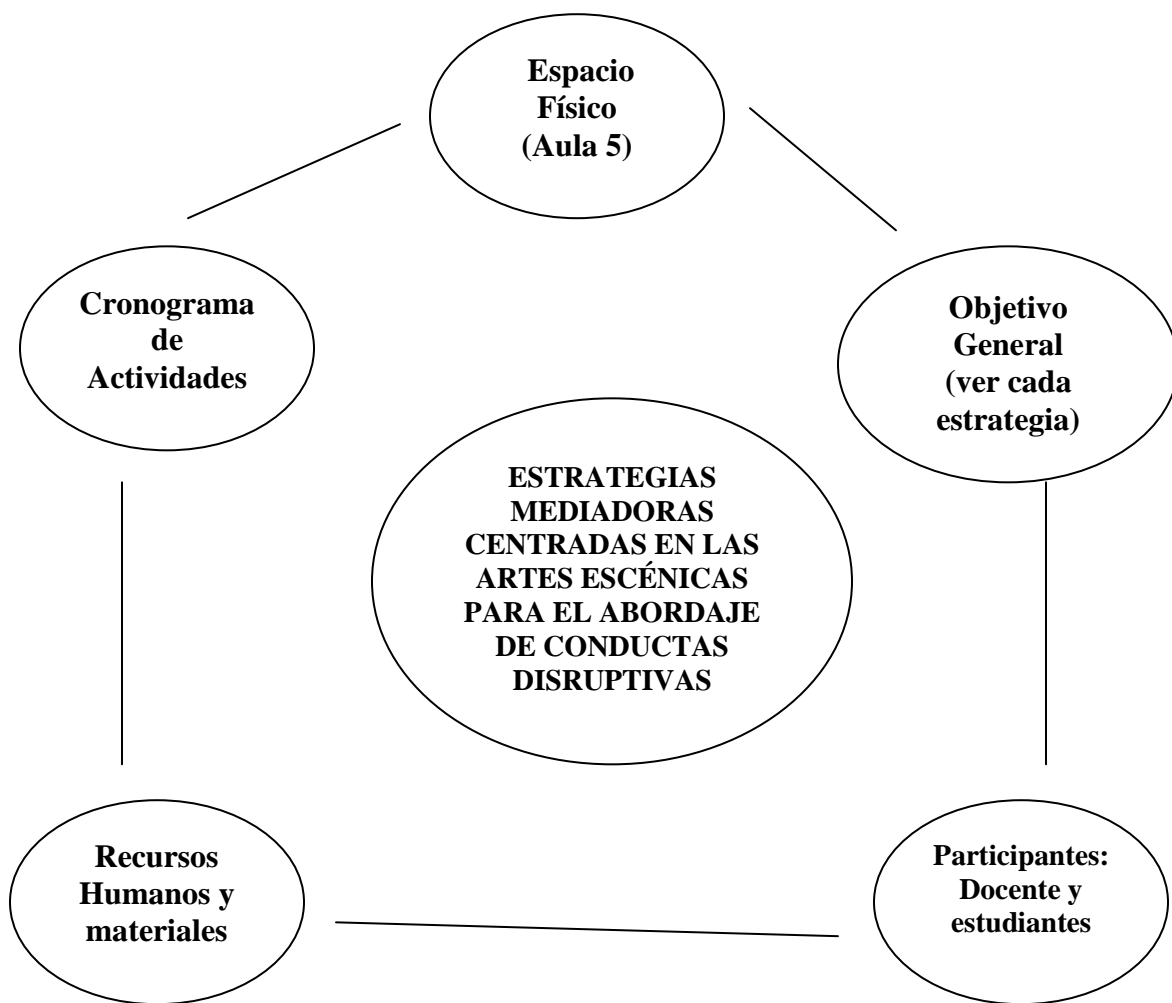 Espacio
Físico
(Aula 5)
Cronograma
de
Actividades
Objetivo
General
(ver cada
estrategia)
ESTRATEGIAS
MEDIADORAS
CENTRADAS EN LAS
ARTES ESCÉNICAS
PARA EL ABORDAJE
DE CONDUCTAS
DISRUPTIVAS
Recursos
Humanos y
materiales
Participantes:
Docente y
estudiantes